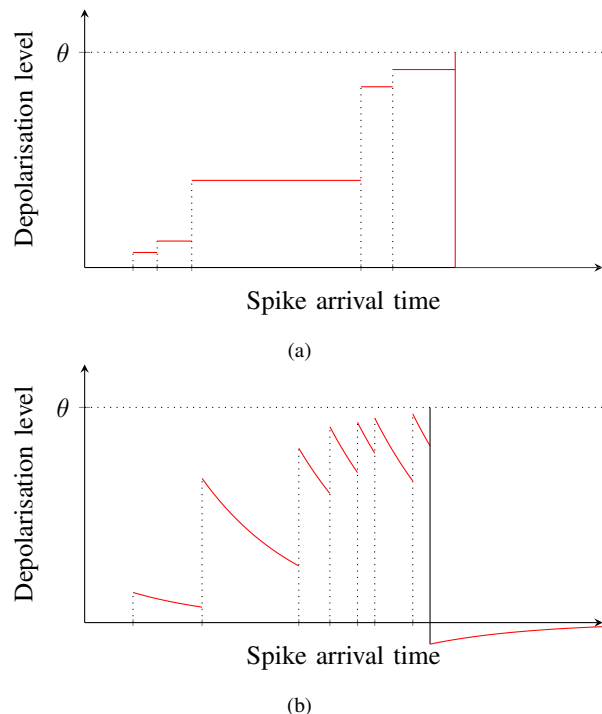 Depolarisation level
θ
Spike arrival time
(a)
Depolarisation level
θ
Spike arrival time
(b)